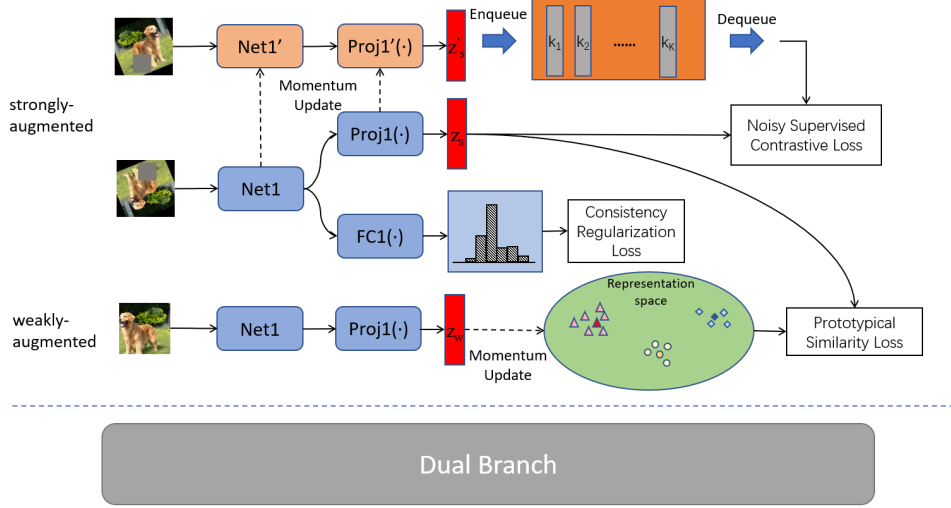 Enqueue
Dequeue
Net1’
Proj1’(·)
z's
k1 k2 ...... kK
Momentum
Update
strongly-
augmented
Proj1(·)
zs
Noisy Supervised
Contrastive Loss
Net1
FC1(·)
Consistency
Regularization
Loss
Representation
space
weakly-
augmented
Net1
Proj1(·)
zw
Momentum
Update
Prototypical
Similarity Loss
Dual Branch